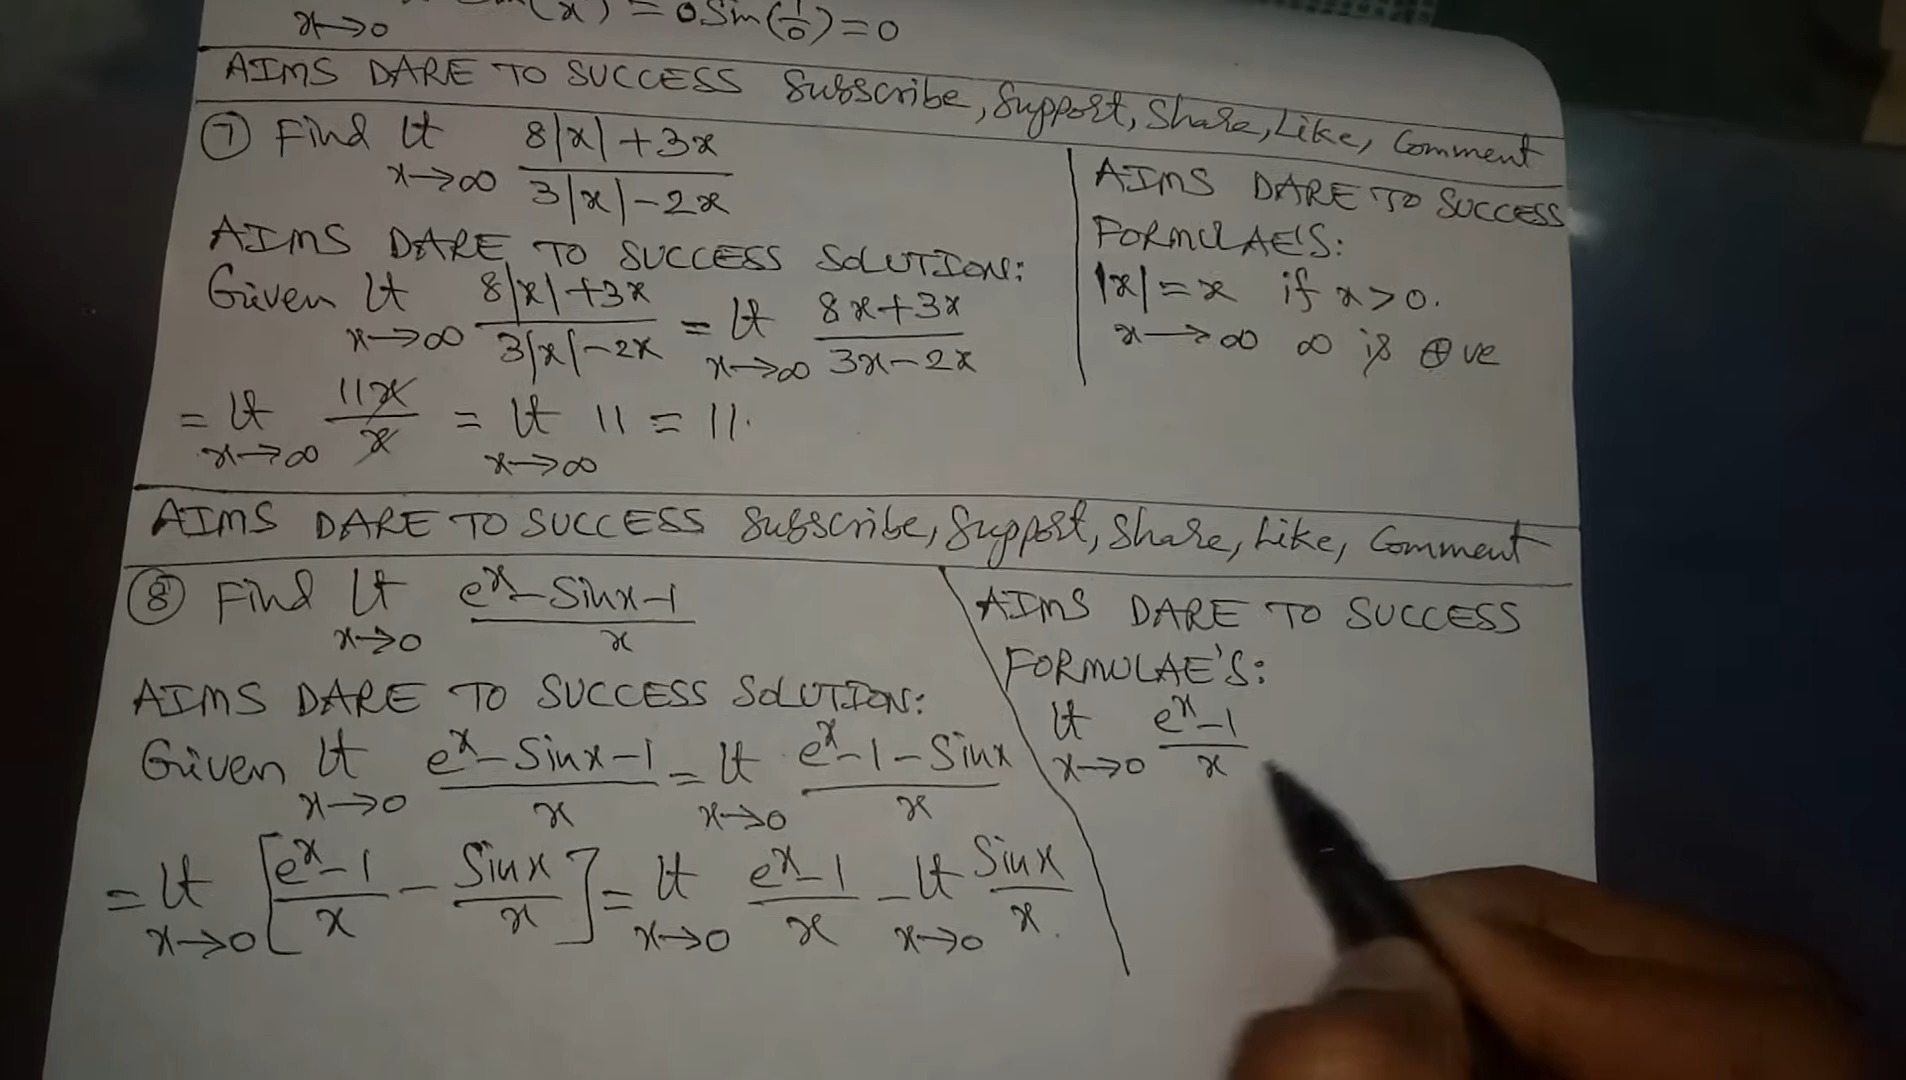 x→0 (x) = 0 Sin(1/0) = 0
AIMS DARE TO SUCCESS Subscribe, Support, Share, Like, Comment
⑦ Find lt x→∞ 8|x|+3x / 3|x|-2x
AIMS DARE TO SUCCESS SOLUTION:
Given lt x→∞ 8|x|+3x / 3|x|-2x = lt x→∞ 8x+3x / 3x-2x
= lt x→∞ 11x / x = lt x→∞ 11 = 11.
AIMS DARE TO SUCCESS
FORMULAE'S:
|x| = x if x > 0.
x→∞ ∞ is ⊕ve
AIMS DARE TO SUCCESS Subscribe, Support, Share, Like, Comment
⑧ Find lt x→0 e^x - Sinx - 1 / x
AIMS DARE TO SUCCESS SOLUTION:
Given lt x→0 e^x - Sinx - 1 / x = lt x→0 e^x - 1 - Sinx / x
= lt x→0 [e^x - 1 / x - Sinx / x] = lt x→0 e^x - 1 / x - lt x→0 Sinx / x.
AIMS DARE TO SUCCESS
FORMULAE'S:
lt x→0 e^x - 1 / x